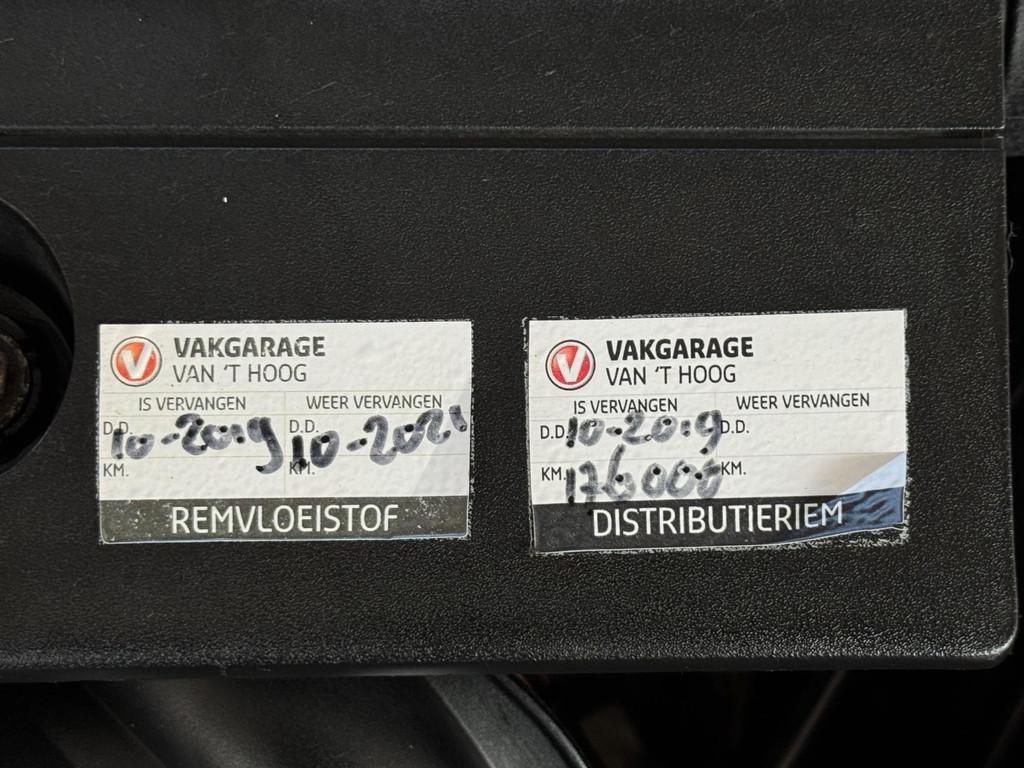 VAKGARAGE
VAN 'T HOOG
IS VERVANGEN WEER VERVANGEN
D.D. 10-2019 D.D. 10-2021
KM. KM.
REMVLOEISTOF
V VAKGARAGE
VAN 'T HOOG
IS VERVANGEN WEER VERVANGEN
D.D. 10-2019 D.D.
KM. 176000 KM.
DISTRIBUTIERIEM